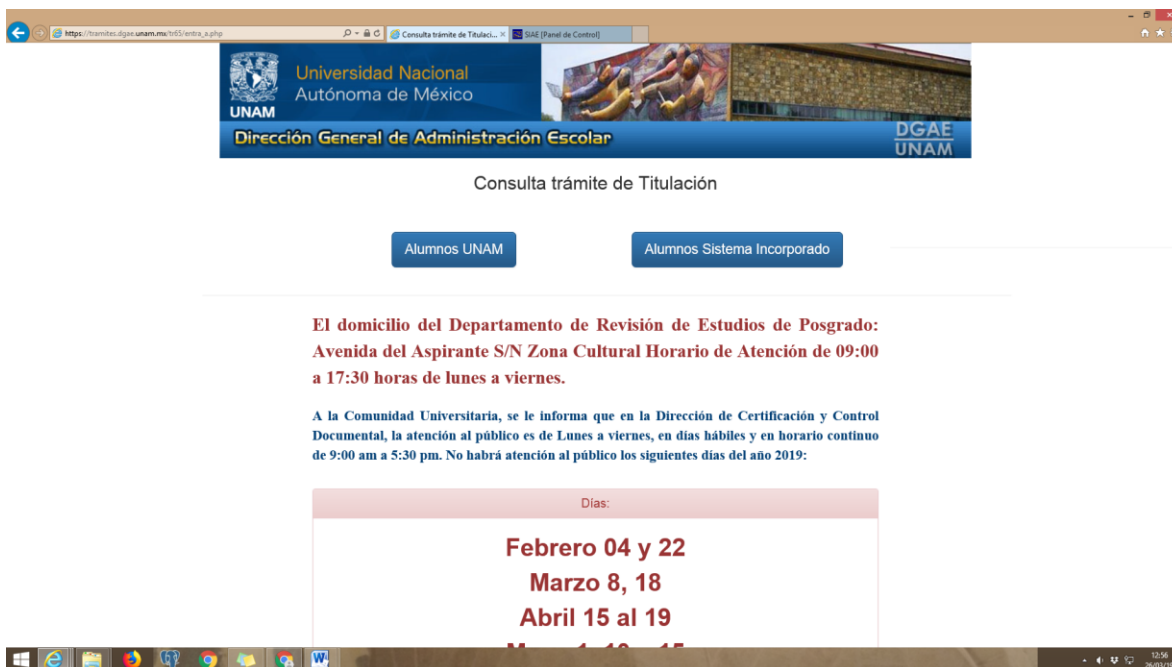 https://tramites.dgae.unam.mx/tr65/entra_a.php
Consulta trámite de Titulaci...
SIAE [Panel de Control]
Universidad Nacional
Autónoma de México
UNAM
Dirección General de Administración Escolar
DGAE
UNAM
Consulta trámite de Titulación
Alumnos UNAM
Alumnos Sistema Incorporado
El domicilio del Departamento de Revisión de Estudios de Posgrado:
Avenida del Aspirante S/N Zona Cultural Horario de Atención de 09:00
a 17:30 horas de lunes a viernes.
A la Comunidad Universitaria, se le informa que en la Dirección de Certificación y Control
Documental, la atención al público es de Lunes a viernes, en días hábiles y en horario continuo
de 9:00 am a 5:30 pm. No habrá atención al público los siguientes días del año 2019:
Días:
Febrero 04 y 22
Marzo 8, 18
Abril 15 al 19
12:56